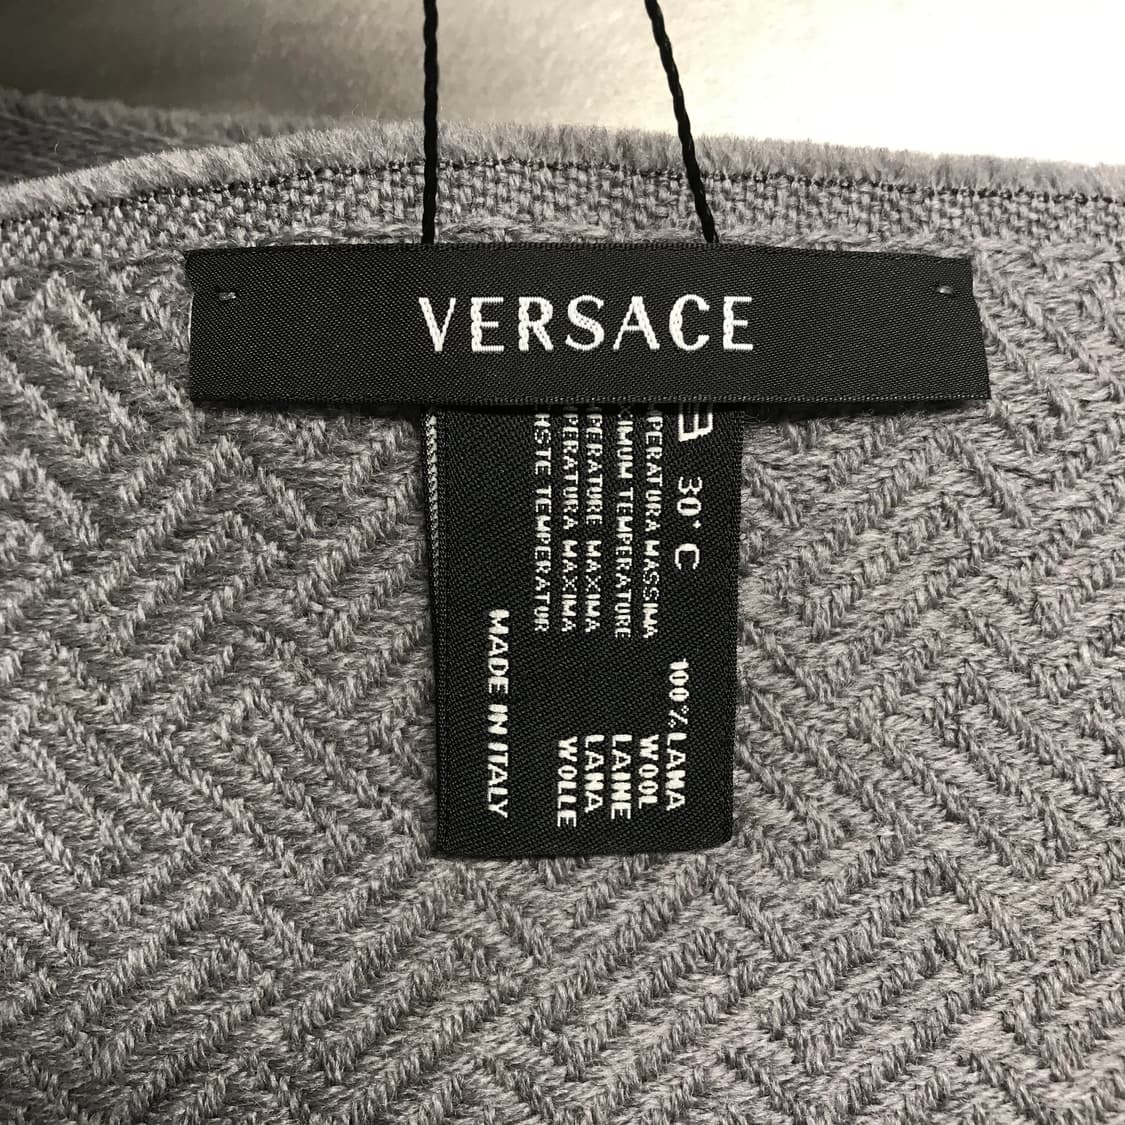 VERSACE
30° C
PERATURA MASSIMA
XIMUM TEMPERATURE
PERATURE MAXIMA
PERATURA MAXIMA
HSTE TEMPERATUR
100% LANA
WOOL
LAINE
LANA
WOLLE
MADE IN ITALY